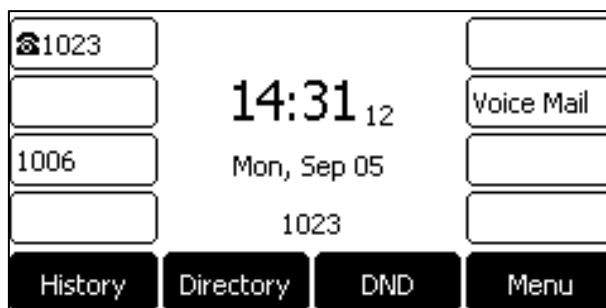 ☎1023
14:31 12
Voice Mail
1006
Mon, Sep 05
1023
History Directory DND Menu